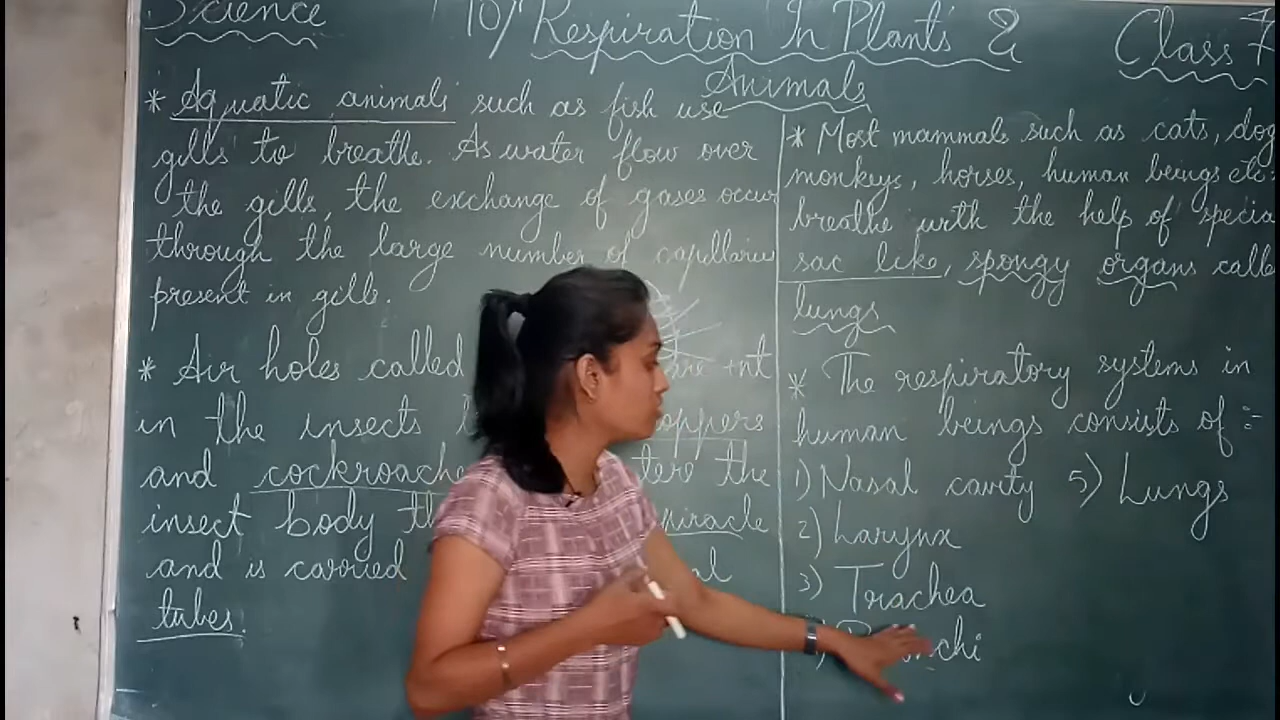 Science 10) Respiration In Plants & Class 7
Animals
* Aquatic animals such as fish use
gills to breathe. As water flow over
the gills, the exchange of gases occur
through the large number of capillaries
present in gills.
* Air holes called
in the insects
and
insect body
and is carried
tubes.
* Most mammals such as cats, dog
monkeys, horses, human beings etc.
breathe with the help of specia
sac like, spongy organs calle
lungs
* The respiratory systems in
human beings consists of :-
1) Nasal cavity 5) Lungs
2) Larynx
3) Trachea